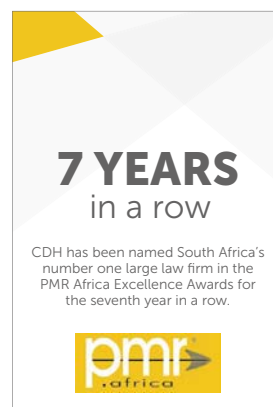 7 YEARS
in a row
CDH has been named South Africa’s
number one large law firm in the
PMR Africa Excellence Awards for
the seventh year in a row.
pmr
.africa